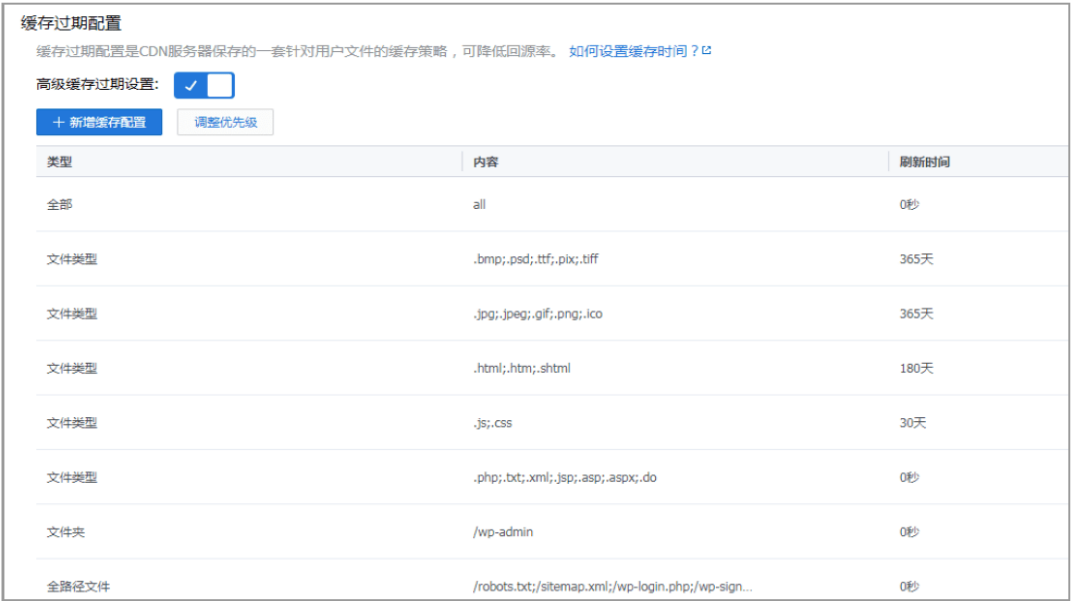 缓存过期配置
缓存过期配置是CDN服务器保存的一套针对用户文件的缓存策略，可降低回源率。 如何设置缓存时间？
高级缓存过期设置:
＋ 新增缓存配置 调整优先级
类型 内容 刷新时间
全部 all 0秒
文件类型 .bmp;.psd;.ttf;.pix;.tiff 365天
文件类型 .jpg;.jpeg;.gif;.png;.ico 365天
文件类型 .html;.htm;.shtml 180天
文件类型 .js;.css 30天
文件类型 .php;.txt;.xml;.jsp;.asp;.aspx;.do 0秒
文件夹 /wp-admin 0秒
全路径文件 /robots.txt;/sitemap.xml;/wp-login.php;/wp-sign... 0秒